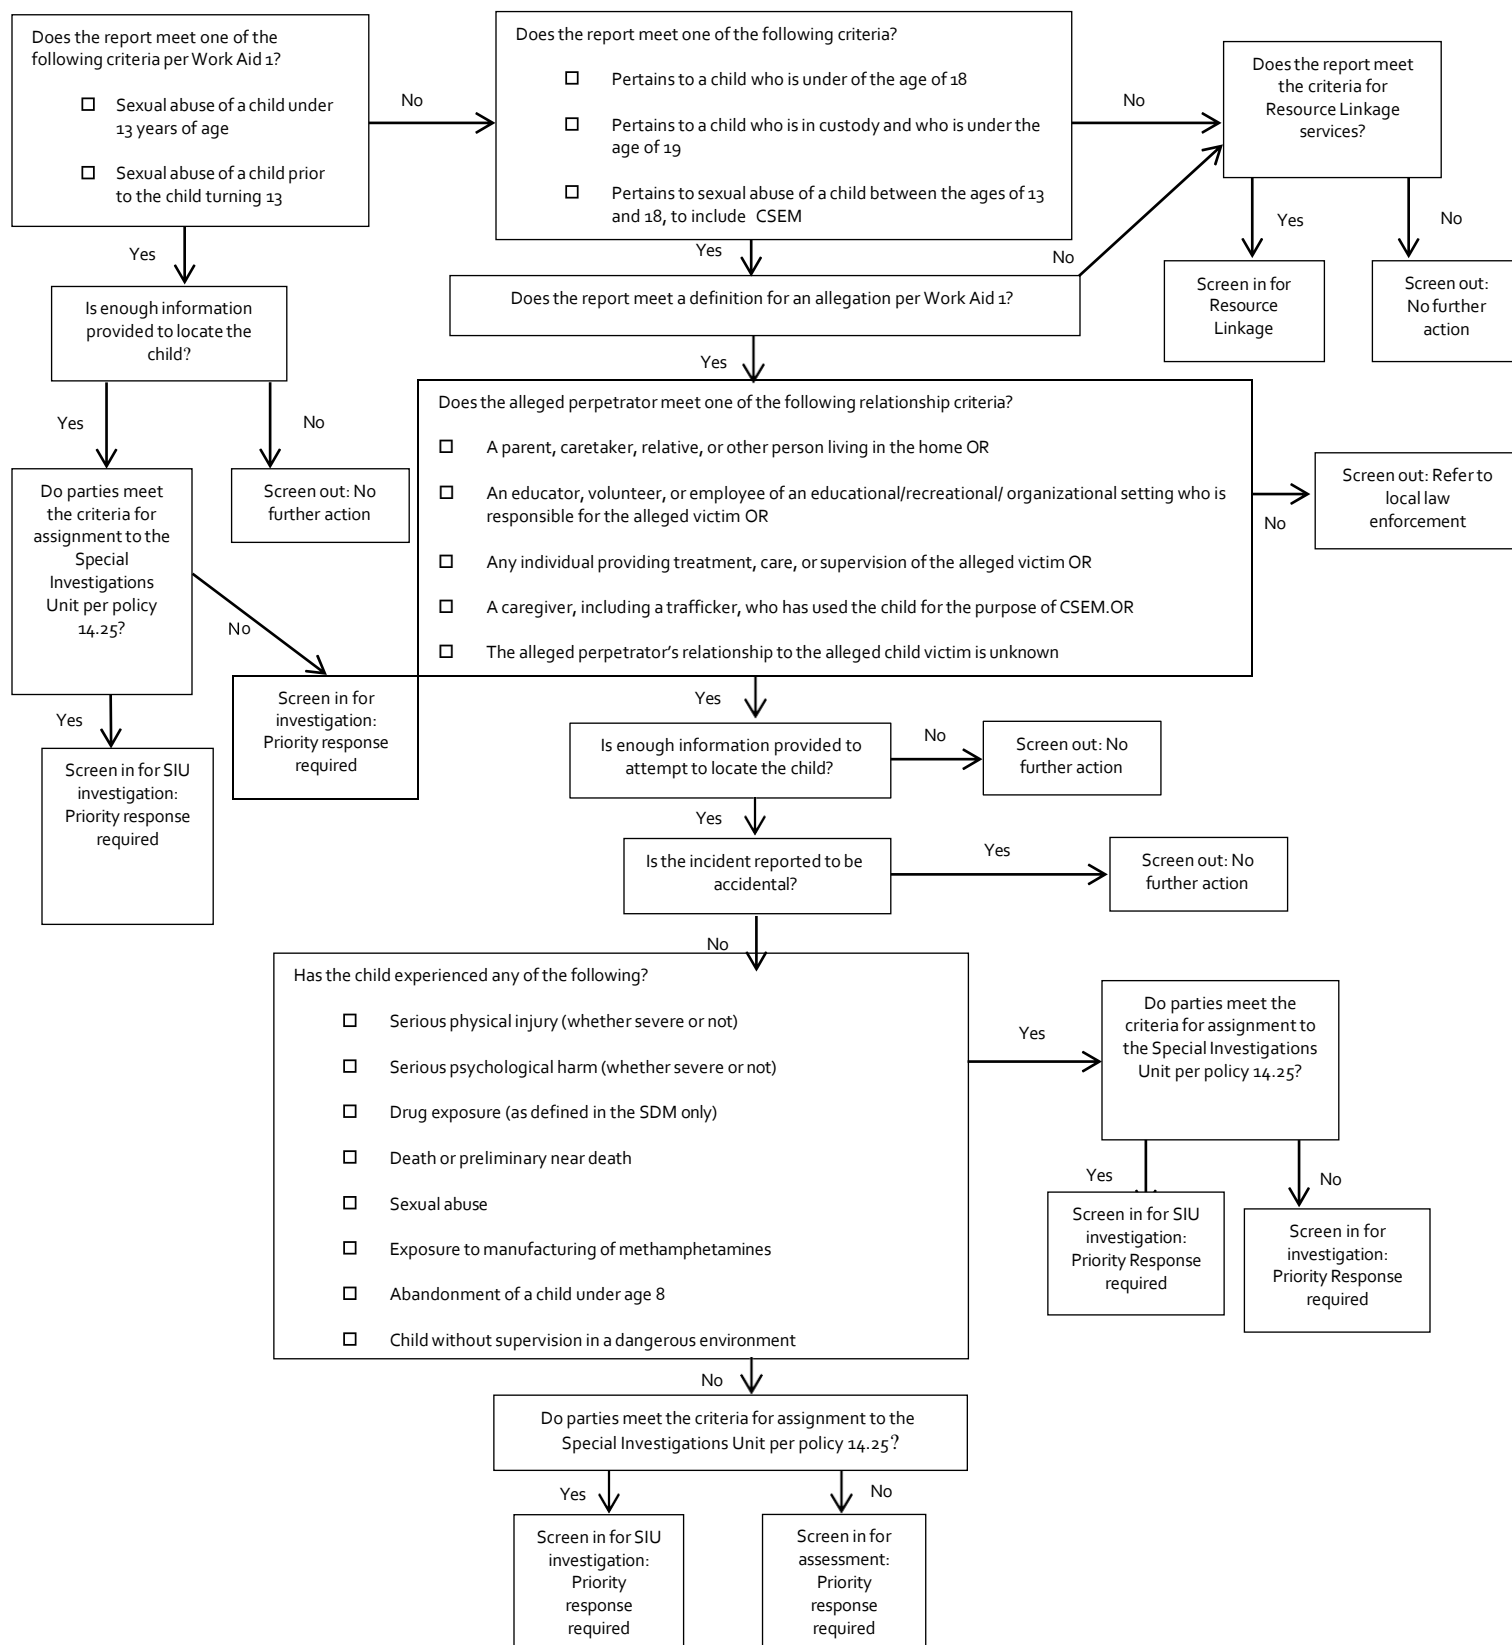 Does the report meet one of the
following criteria per Work Aid 1?
Sexual abuse of a child under
13 years of age
Sexual abuse of a child prior
to the child turning 13
No
Does the report meet one of the following criteria?
Pertains to a child who is under of the age of 18
Pertains to a child who is in custody and who is under the
age of 19
Pertains to sexual abuse of a child between the ages of 13
and 18, to include CSEM
No
Does the report meet
the criteria for
Resource Linkage
services?
Yes
No
Screen in for
Resource
Linkage
Screen out:
No further
action
Yes
Is enough information
provided to locate the
child?
Yes
No
Does the report meet a definition for an allegation per Work Aid 1?
Yes
Yes
No
Screen out: No
further action
Do parties meet
the criteria for
assignment to the
Special
Investigations
Unit per policy
14.25?
No
Yes
Screen in for
investigation:
Priority response
required
Screen in for SIU
investigation:
Priority response
required
Does the alleged perpetrator meet one of the following relationship criteria?
A parent, caretaker, relative, or other person living in the home OR
An educator, volunteer, or employee of an educational/recreational/ organizational setting who is
responsible for the alleged victim OR
Any individual providing treatment, care, or supervision of the alleged victim OR
A caregiver, including a trafficker, who has used the child for the purpose of CSEM.OR
The alleged perpetrator's relationship to the alleged child victim is unknown
No
Screen out: Refer to
local law
enforcement
Yes
Is enough information provided to
attempt to locate the child?
No
Screen out: No
further action
Yes
Is the incident reported to be
accidental?
Yes
Screen out: No
further action
No
Has the child experienced any of the following?
Serious physical injury (whether severe or not)
Serious psychological harm (whether severe or not)
Drug exposure (as defined in the SDM only)
Death or preliminary near death
Sexual abuse
Exposure to manufacturing of methamphetamines
Abandonment of a child under age 8
Child without supervision in a dangerous environment
Yes
Do parties meet the
criteria for assignment to
the Special Investigations
Unit per policy 14.25?
Yes
No
Screen in for SIU
investigation:
Priority Response
required
Screen in for
investigation:
Priority Response
required
No
Do parties meet the criteria for assignment to the
Special Investigations Unit per policy 14.25?
Yes
No
Screen in for SIU
investigation:
Priority
response
required
Screen in for
assessment:
Priority
response
required